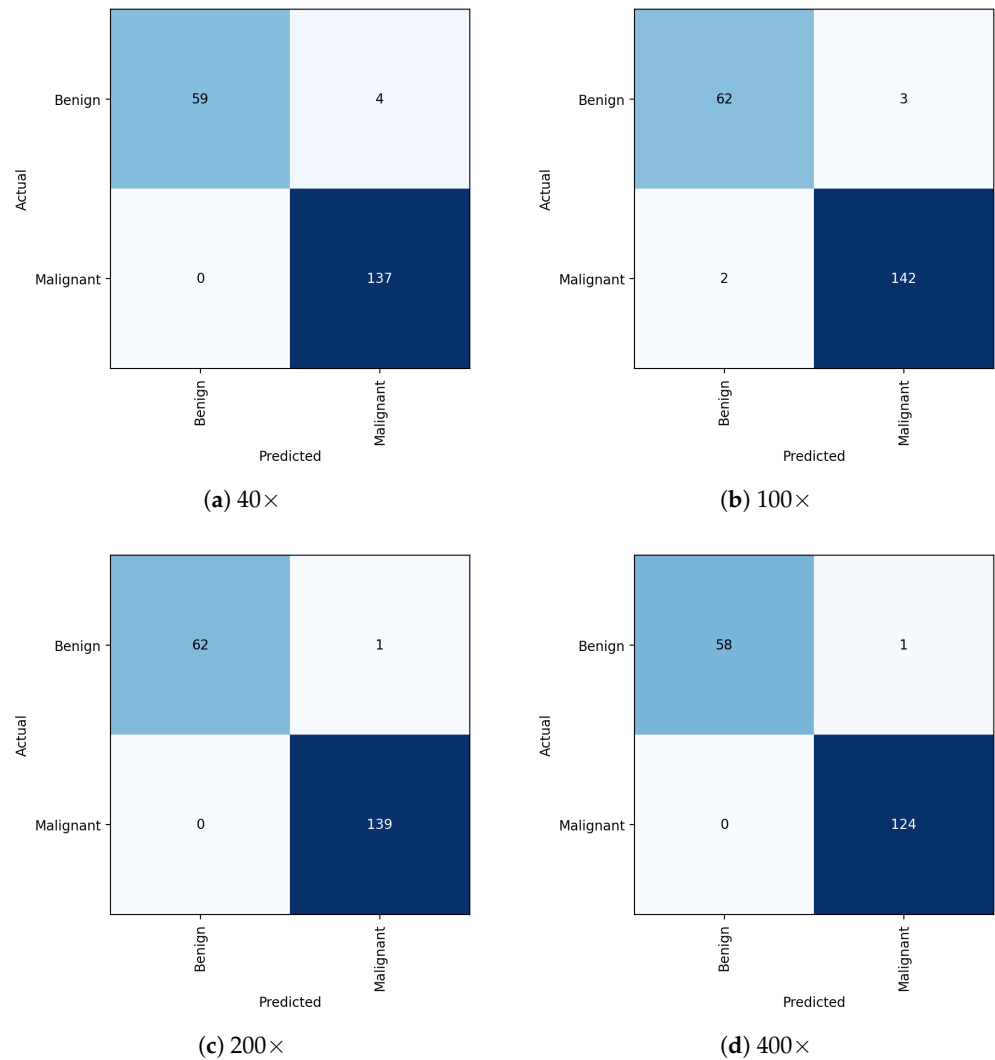 Benign
59
4
Actual
Malignant
0
137
Benign
Malignant
Predicted
(a) 40×
Benign
62
3
Actual
Malignant
2
142
Benign
Malignant
Predicted
(b) 100×
Benign
62
1
Actual
Malignant
0
139
Benign
Malignant
Predicted
(c) 200×
Benign
58
1
Actual
Malignant
0
124
Benign
Malignant
Predicted
(d) 400×